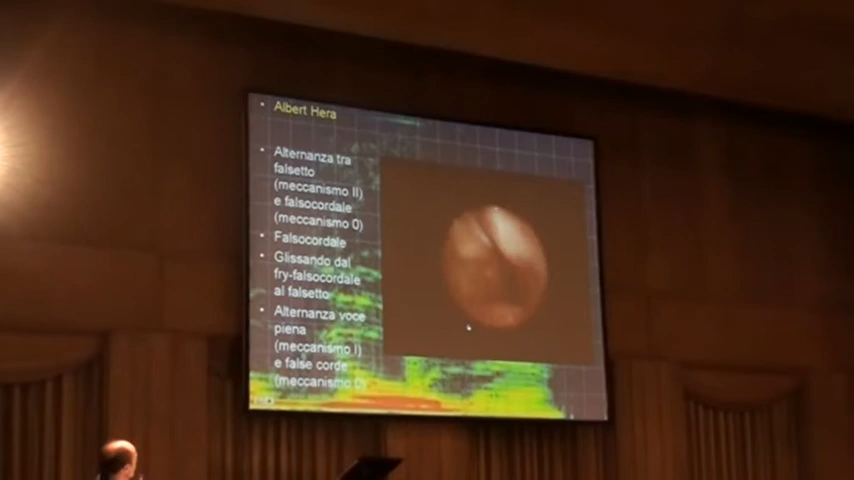 Albert Hera
Alternanza tra
falsetto
(meccanismo II)
e falsocordale
(meccanismo 0)
Falsocordale
Glissando dal
fry-falsocordale
al falsetto
Alternanza voce
piena
(meccanismo I)
e false corde
(meccanismo 0)